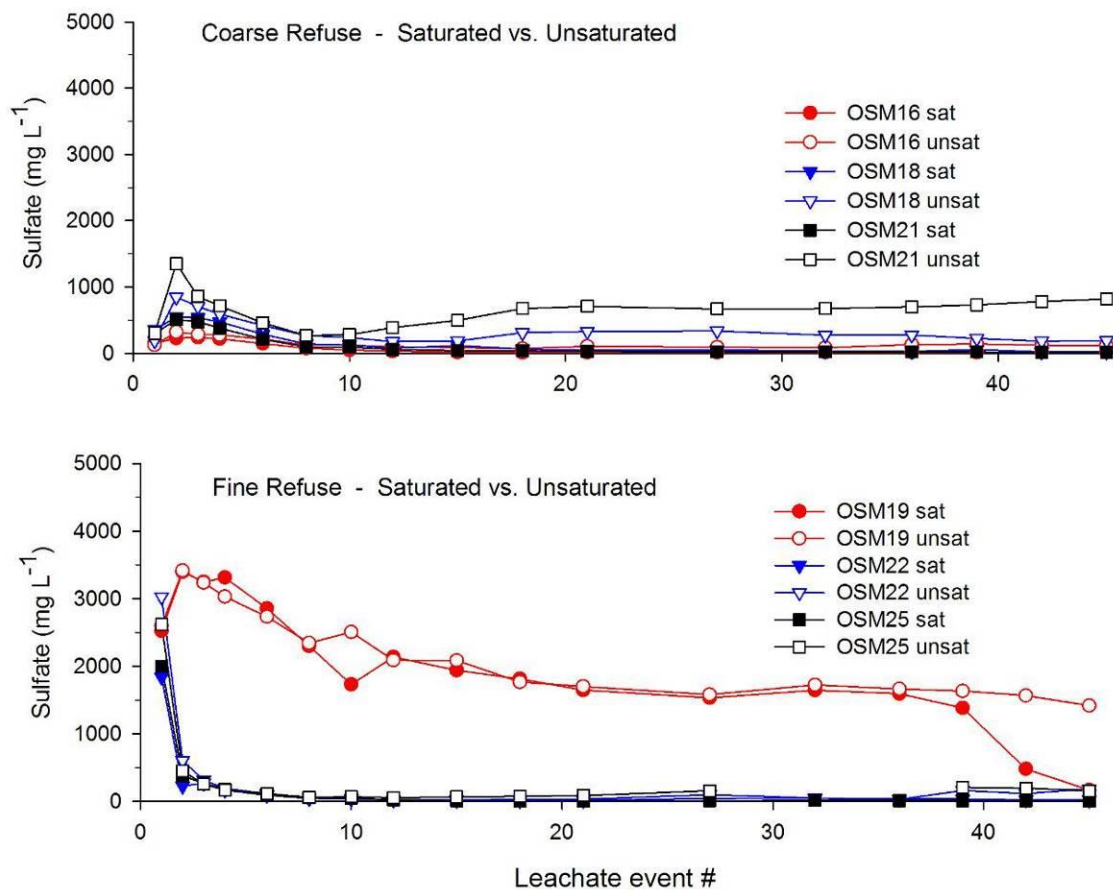 Coarse Refuse - Saturated vs. Unsaturated
Sulfate (mg L-1)
5000
4000
3000
2000
1000
0
0 10 20 30 40
OSM16 sat
OSM16 unsat
OSM18 sat
OSM18 unsat
OSM21 sat
OSM21 unsat
Fine Refuse - Saturated vs. Unsaturated
Sulfate (mg L-1)
5000
4000
3000
2000
1000
0
0 10 20 30 40
OSM19 sat
OSM19 unsat
OSM22 sat
OSM22 unsat
OSM25 sat
OSM25 unsat
Leachate event #